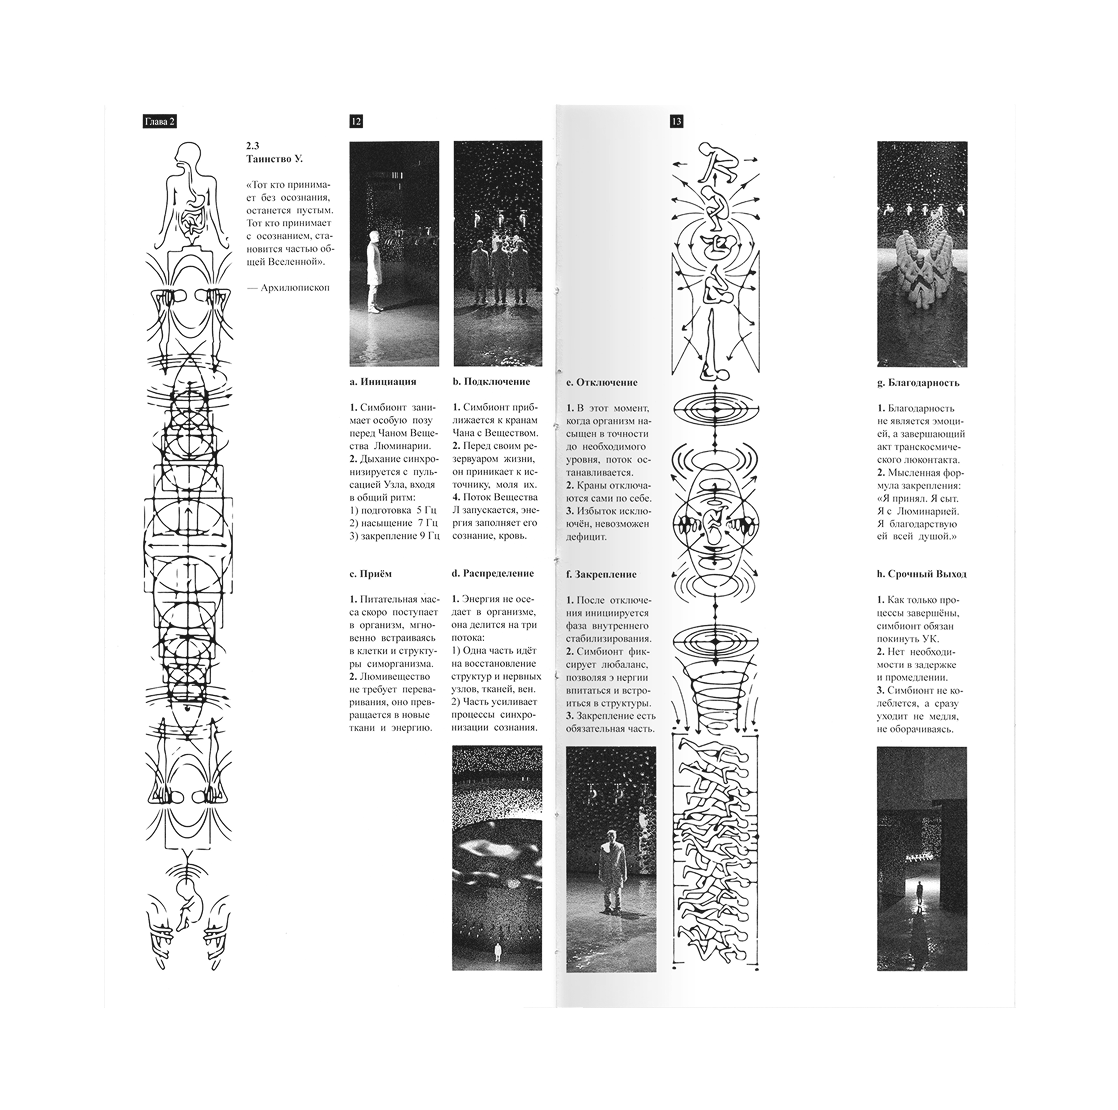 Глава 2
12
13
2.3
Таинство У.
«Тот кто принима-
ет без осознания,
останется пустым.
Тот кто принимает
с осознанием, ста-
новится частью об-
щей Вселенной».
— Архилюпископ
a. Инициация
1. Симбионт зани-
мает особую позу
перед Чаном Веще-
ства Люминарии.
2. Дыхание синхро-
низируется с пуль-
сацией Узла, входя
в общий ритм:
1) подготовка 5 Гц
2) насыщение 7 Гц
3) закрепление 9 Гц
b. Подключение
1. Симбионт приб-
лижается к кранам
Чана с Веществом.
2. Перед своим ре-
зервуаром жизни,
он приникает к ис-
точнику, моля их.
4. Поток Вещества
Л запускается, эне-
ргия заполняет его
сознание, кровь.
c. Приём
1. Питательная мас-
са скоро поступает
в организм, мгно-
венно встраиваясь
в клетки и структу-
ры симорганизма.
2. Люмивещество
не требует перева-
ривания, оно прев-
ращается в новые
ткани и энергию.
d. Распределение
1. Энергия не осе-
дает в организме,
она делится на три
потока:
1) Одна часть идёт
на восстановление
структур и нервных
узлов, тканей, вен.
2) Часть усиливает
процессы синхро-
низации сознания.
e. Отключение
1. В этот момент,
когда организм на-
сыщен в точности
до необходимого
уровня, поток ос-
танавливается.
2. Краны отключа-
ются сами по себе.
3. Избыток исклю-
ючён, невозможен
дефицит.
f. Закрепление
1. После отключе-
ния инициируется
фаза внутреннего
стабилизирования.
2. Симбионт фик-
сирует любаланс,
позволяя э нергии
впитаться и встро-
иться в структуры.
3. Закрепление есть
обязательная часть.
g. Благодарность
1. Благодарность
не является эмоци-
ей, а завершающий
акт транскосмиче-
ского люконтакта.
2. Мысленная фор-
мула закрепления:
«Я принял. Я сыт.
Я с Люминарией.
Я благодарствую
ей всей душой.»
h. Срочный Выход
1. Как только про-
цессы завершёны,
симбионт обязан
покинуть УК.
2. Нет необходи-
мости в задержке
и промедлении.
3. Симбионт не ко-
леблется, а сразу
уходит не медля,
не оборачиваясь.